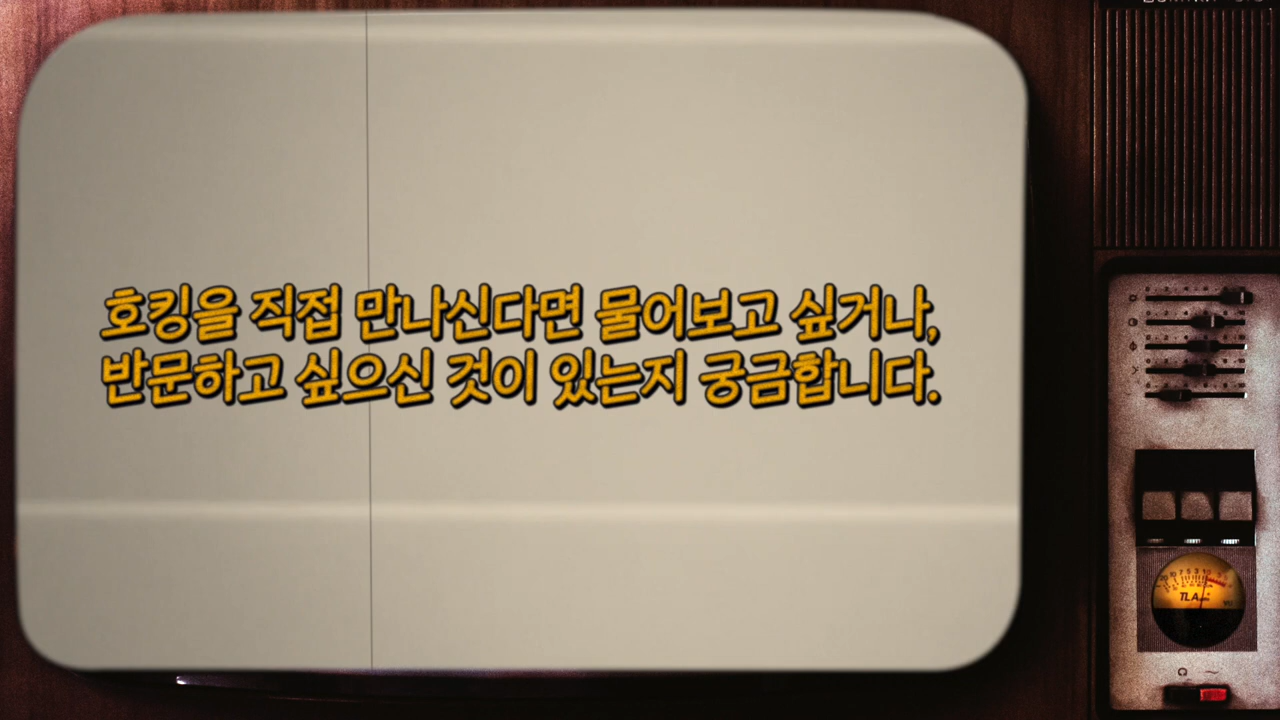 호킹을 직접 만나신다면 물어보고 싶거나,
반문하고 싶으신 것이 있는지 궁금합니다.
TLA